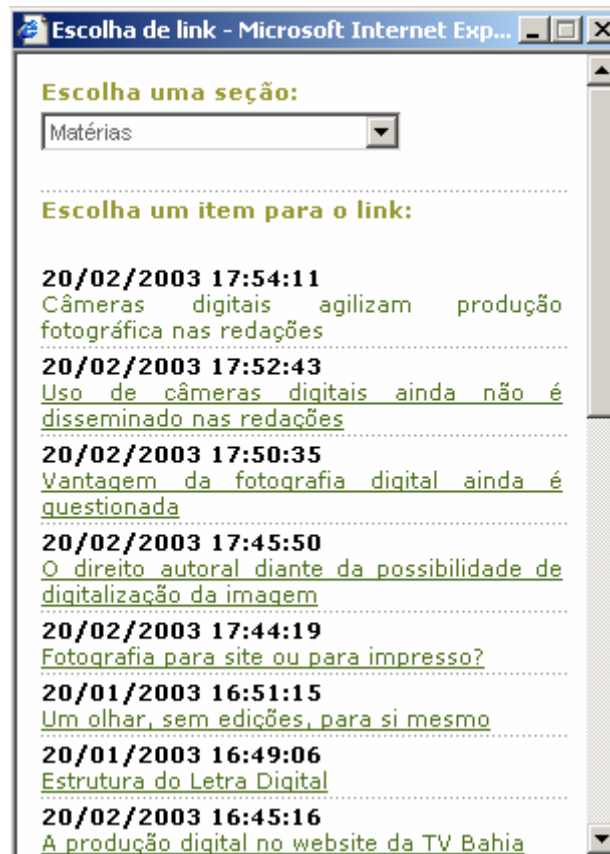 Escolha de link - Microsoft Internet Exp...
Escolha uma seção:
Matérias
Escolha um item para o link:
20/02/2003 17:54:11
Câmeras digitais agilizam produção
fotográfica nas redações
20/02/2003 17:52:43
Uso de câmeras digitais ainda não é
disseminado nas redações
20/02/2003 17:50:35
Vantagem da fotografia digital ainda é
questionada
20/02/2003 17:45:50
O direito autoral diante da possibilidade de
digitalização da imagem
20/02/2003 17:44:19
Fotografia para site ou para impresso?
20/01/2003 16:51:15
Um olhar, sem edições, para si mesmo
20/01/2003 16:49:06
Estrutura do Letra Digital
20/02/2003 16:45:16
A produção digital no website da TV Bahia